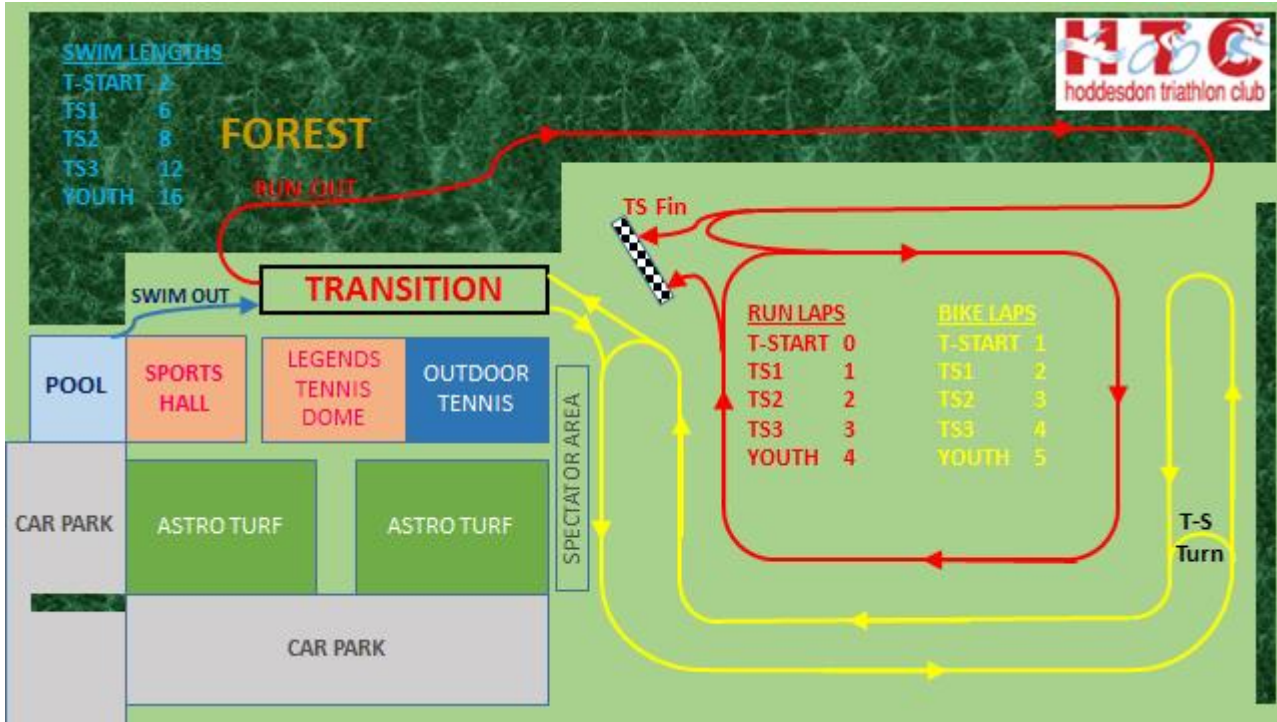 SWIM LENGTHS
T-START 2
TS1 6
TS2 8
TS3 12
YOUTH 16
FOREST
RUN OUT
HTC
hoddesdon triathlon club
TS Fin
SWIM OUT
TRANSITION
POOL
SPORTS
HALL
LEGENDS
TENNIS
DOME
OUTDOOR
TENNIS
SPECTATOR AREA
RUN LAPS
T-START 0
TS1 1
TS2 2
TS3 3
YOUTH 4
BIKE LAPS
T-START 1
TS1 2
TS2 3
TS3 4
YOUTH 5
T-S
Turn
CAR PARK
ASTRO TURF
ASTRO TURF
CAR PARK